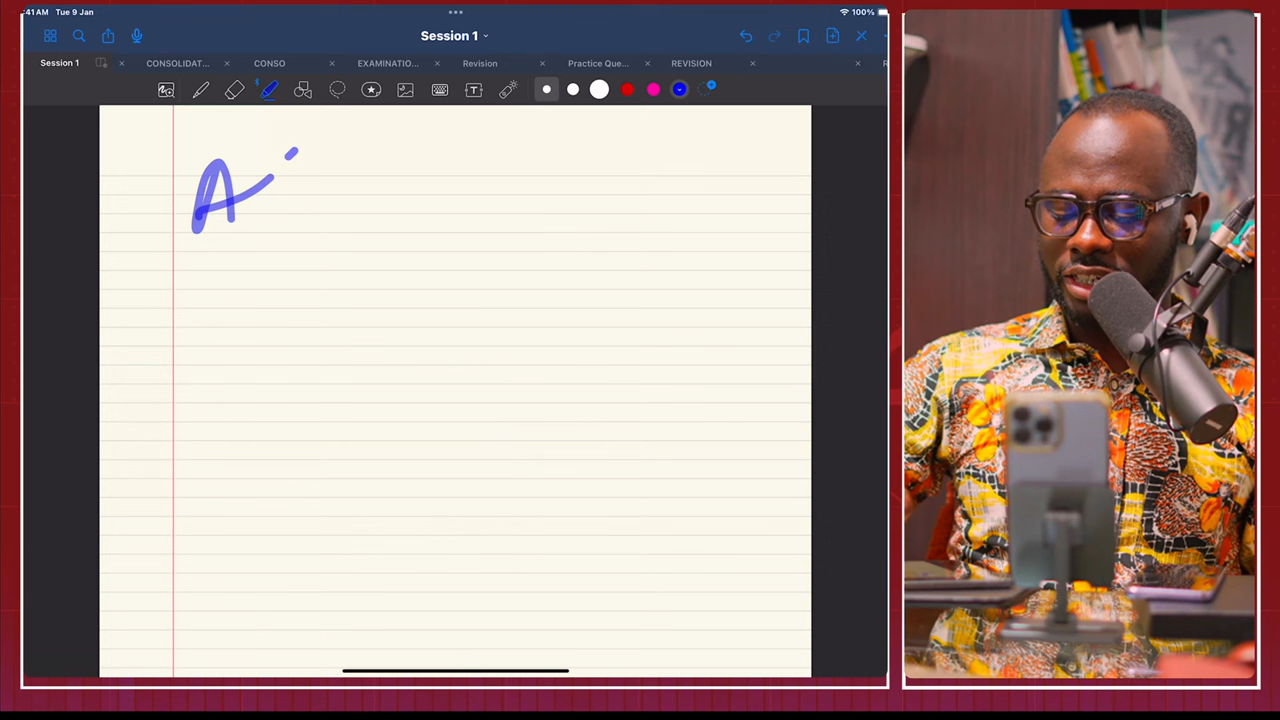 :41 AM Tue 9 Jan
100%
Session 1
Session 1
CONSOLIDAT...
CONSO
EXAMINATIO...
Revision
Practice Que...
REVISION
A